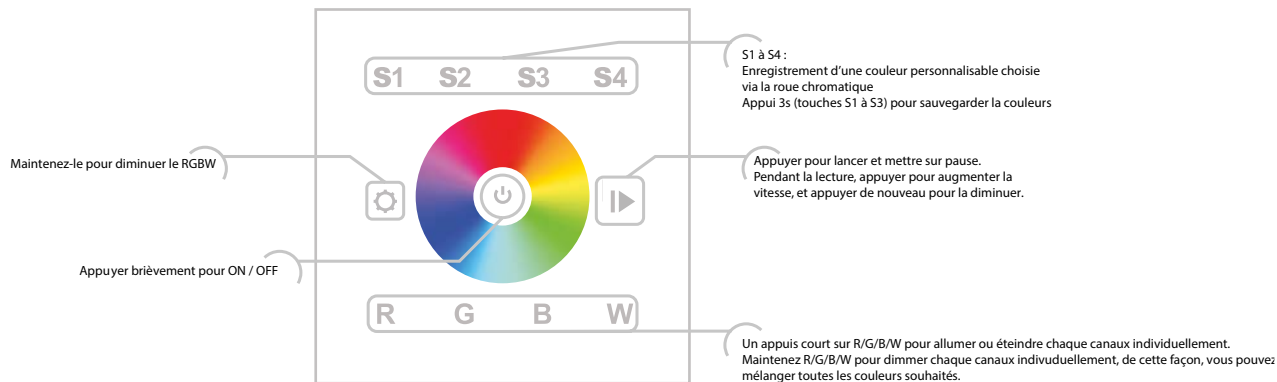 S1 S2 S3 S4
S1 à S4 :
Enregistrement d'une couleur personnalisable choisie
via la roue chromatique
Appui 3s (touches S1 à S3) pour sauvegarder la couleurs
Maintenez-le pour diminuer le RGBW
Appuyer pour lancer et mettre sur pause.
Pendant la lecture, appuyer pour augmenter la
vitesse, et appuyer de nouveau pour la diminuer.
Appuyer brièvement pour ON / OFF
R G B W
Un appuis court sur R/G/B/W pour allumer ou éteindre chaque canaux individuellement.
Maintenez R/G/B/W pour dimmer chaque canaux indivuduellement, de cette façon, vous pouvez
mélanger toutes les couleurs souhaités.